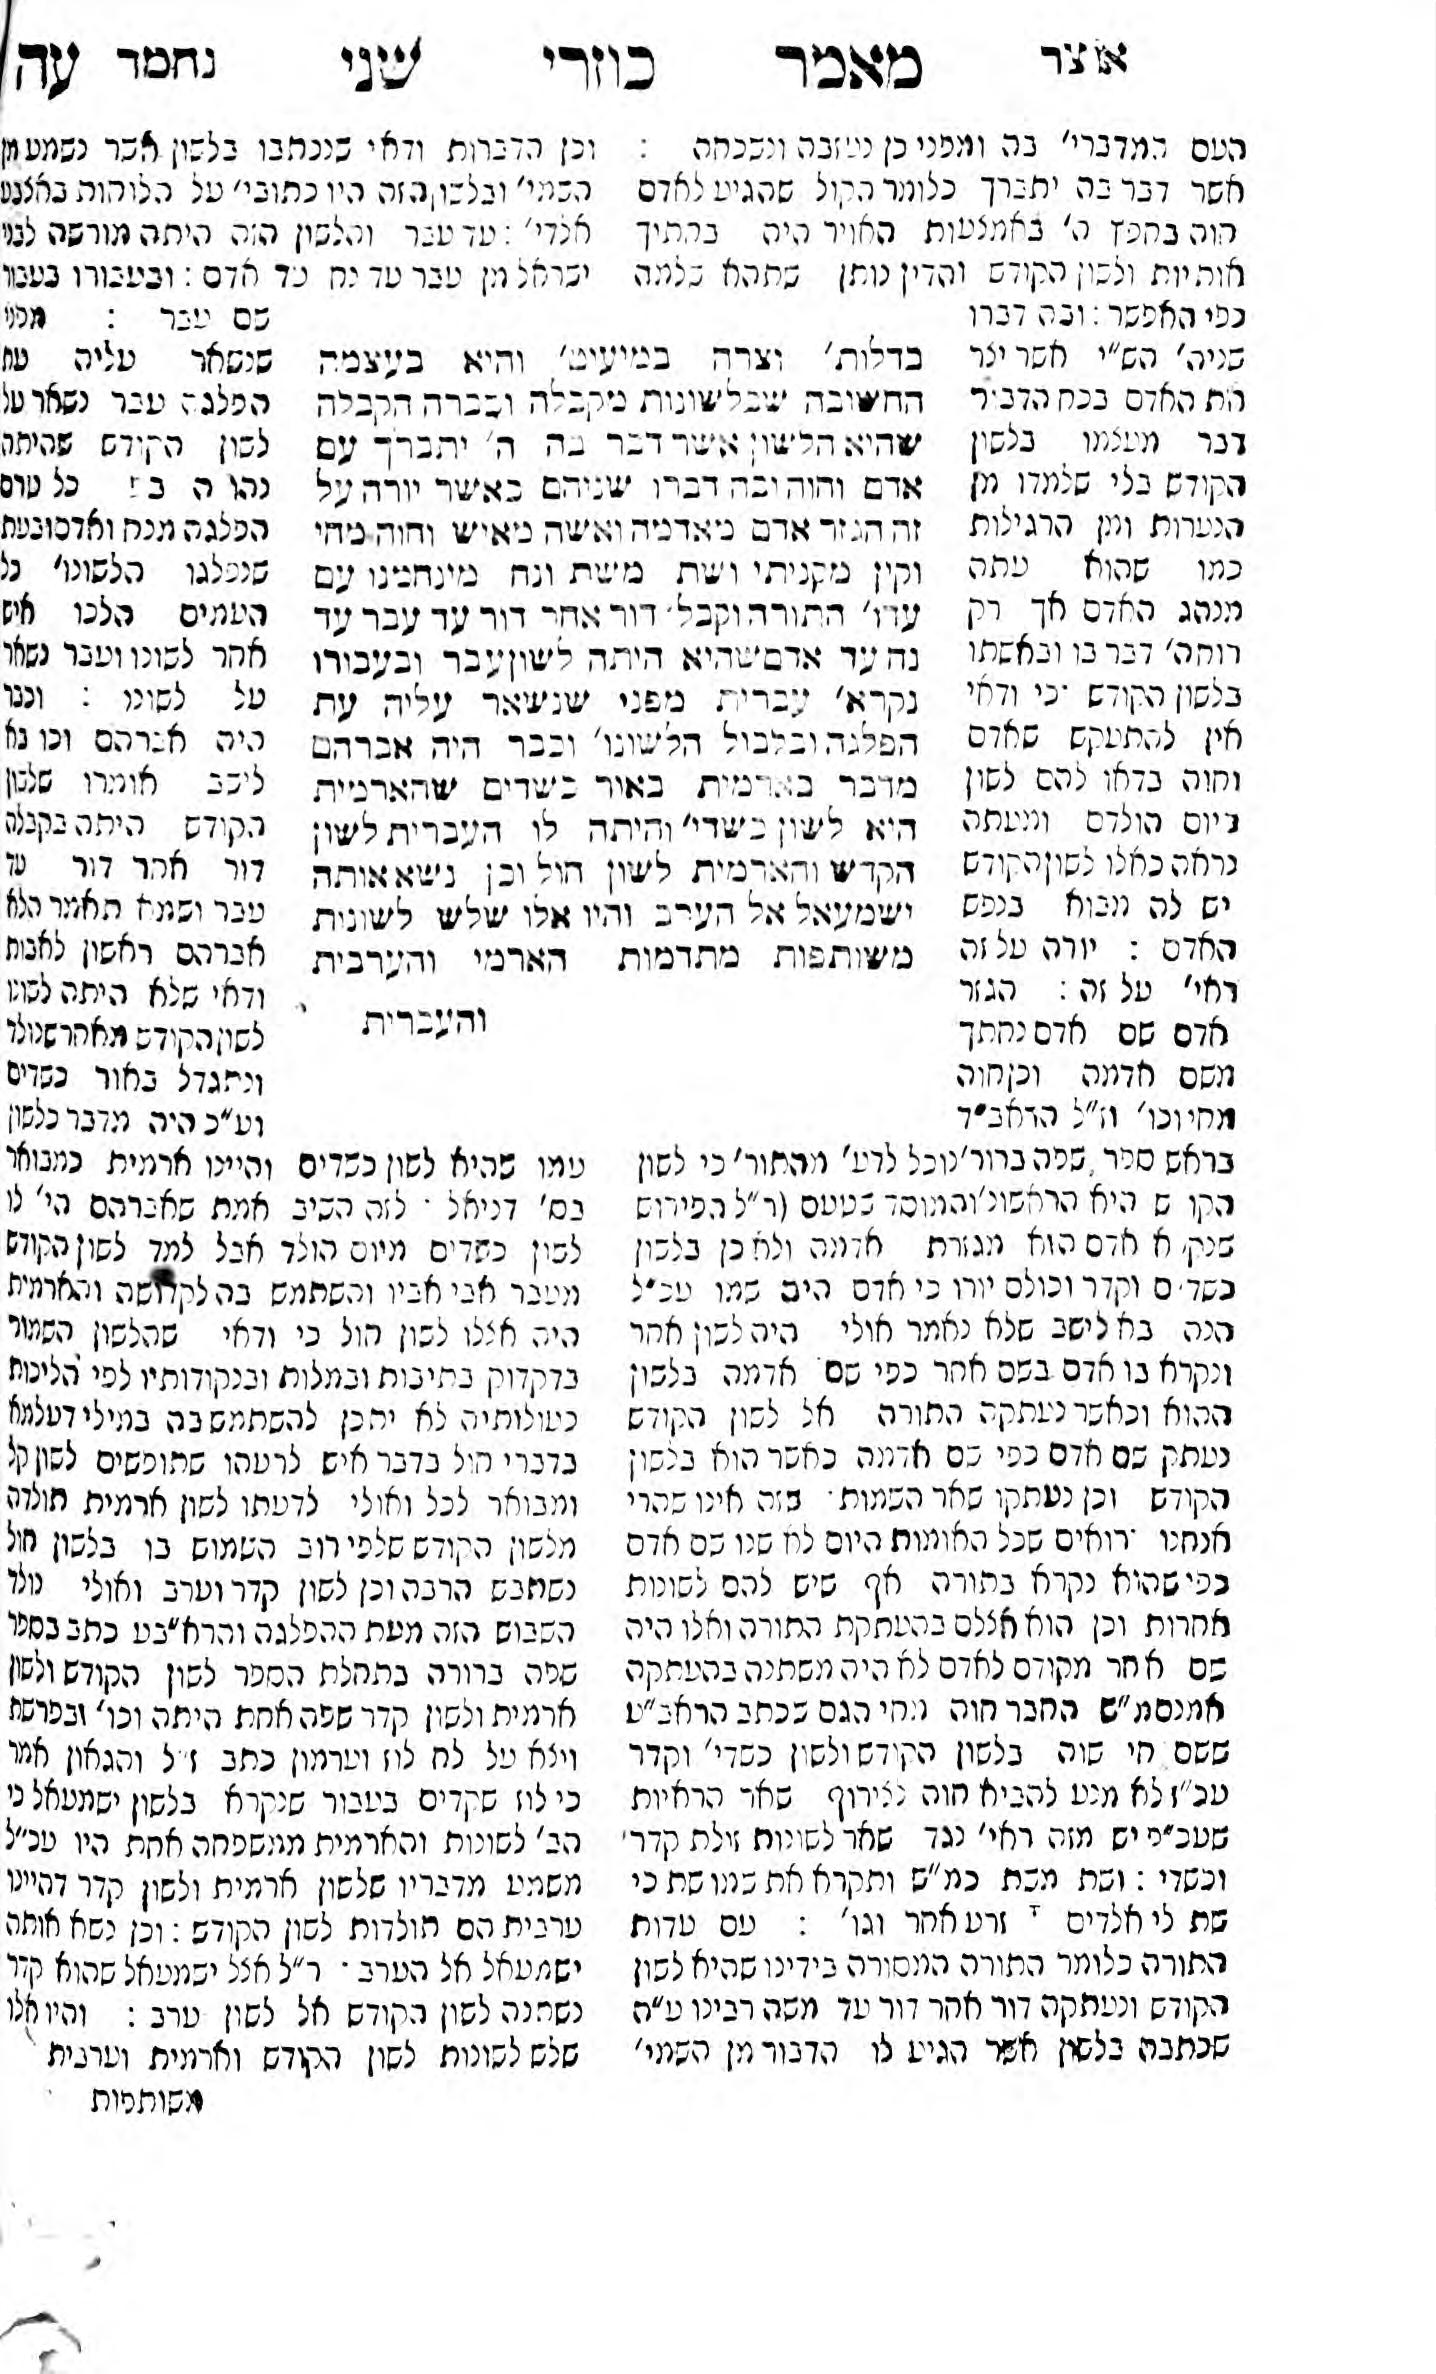 אוצר מאמר כוזרי שני נחמד עה
העם המדברי׳ בה ומפני כן נעזבה ונשכחה :
אשר דבר בה יתברך כלומר הקול שהגיע לאדם
חוה בחפץ ה׳ באמצעות האויר היה בחתיך
אותיות ולשון הקודש והדין נותן שתהא שלמה
כפי האפשר : ובה דברו
שניה׳ הש״י אשר יצר
את האדם בכח הדביר
דבר מעצמו בלשון
הקודש בלי שלמדו מן
הנערות ומן הרגילות
כמו שהוא עתה
מנהג האדם אך רק
רוחה׳ דבר בו ובאשתו
בלשון הקודש כי ודאי
אין להתעקש שאדם
וחוה בדאו להם לשון
ביום הולדם ומעתה
נראה כאלו לשון הקודש
יש לה מבוא בנפש
האדם : יורה על זה
ראי׳ על זה : הגזר
אדם שם אדם נחתך
משם אדמה וכן חוה
מחי וכו׳ וז״ל הראב״ד
בראש ספר שפה ברור׳ נוכל לדע׳ מהתור׳ כי לשון
הקו ש היא הראשונ׳ והמוסד בטעם (ר״ל הפירוש
שנק׳ א אדם הוא מגזרת אדמה ולא כן בלשון
כשד ם וקדר וכולם יורו כי אדם היה שמו עכ״ל
הנה בא לישב שלא נאמר אולי היה לשון אחר
ונקרא בו אדם בשם אחר כפי שם אדמה בלשון
ההוא וכאשר נעתקה התורה אל לשון הקודש
נעתק שם אדם כפי שם אדמה כאשר הוא בלשון
הקודש וכן נעתקו שאר השמות בזה אינו שהרי
אנחנו רואים שכל האומות היום לא שנו שם אדם
כפי שהוא נקרא בתורה אף שיש להם לשונות
אחרות וכן הוא אצלם בהעתקת התורה ואלו היה
שם אחר מקודם לאדם לא היה משתנה בהעתקה
אמנם מ״ש החבר חוה מחי הגם שכתב הראב״ע
ששם חי שוה בלשון הקודש ולשון כשדי׳ וקדר
עכ״ז לא מנע להביא חוה לצירוף שאר הראיות
שעכ״פ יש מזה ראי׳ נגד שאר לשונות זולת קדר
וכשדי : ושת משת כמ״ש ותקרא את שמו שת כי
שת לי אלדים זרע אחר וגו׳ : עם עדות
התורה כלומר התורה המסורה בידינו שהיא לשון
הקודש ונעתקה דור אחר דור עד משה רבינו ע״ה
שכתבה בלשון אשר הגיע לו הדבור מן השמי׳
בדלות׳ וצרה במיעוט׳ והיא בעצמה
החשובה שבלשונות מקבלה וסברה הקבלה
שהיא הלשון אשר דבר בה ה׳ יתברך עם
אדם וחוה ובה דברו שניהם כאשר יורה על
זה הגזר אדם מאדמה ואשה מאיש וחוה מחי
וקין מקניתי ושת משת ונח מינחמנו עם
עדו׳ התורה וקבל׳ דור אחר דור עד עבר עד
נח עד אדם שהיא היתה לשון עבר ובעבורו
נקרא׳ עברית מפני שנשאר עליה עת
הפלגה ובלבול הלשונו׳ וכבר היה אברהם
מדבר בארמית באור כשדים שהארמית
היא לשון כשדי׳ והיתה לו העברית לשון
הקדש והארמית לשון חול וכן נשא אותה
ישמעאל אל הערב והיו אלו שלש לשונות
משותפות מתדמות הארמי והערבית
והעברית
וכן הדברות ודאי שנכתבו בלשון אשר נשמע מן
השמי׳ ובלשון הזה היו כתובי׳ על הלוחות באצבע
אלדי׳ : עד עבר והלשון הזה היתה מורשה לבני
ישראל מן עבר עד נח עד אדם : ובעבורו בעבור
שם עבר : מפני
שנשאר עליה עת
הפלגה עבר נשאר על
לשון הקודש שהיתה
כל טרם
הפלגה מנח ואדם ובעת
שנפלגו הלשונו׳ כל
העמים הלכו איש
אחר לשונו ועבר נשאר
על לשונו : וכבר
היה אברהם וכו בא
לישב אומרו שלשון
הקודש היתה בקבלה
דור אחר דור עד
עבר ושמא תאמר הלא
אברהם ראשון לאבות
ודאי שלא היתה לשונו
לשון הקודש מאחר שנולד
ונתגדל באור כשדים
וע״כ היה מדבר כלשון
עמו שהיא לשון כשדים והיינו ארמית כמבואר
בס׳ דניאל לזה השיב אמת שאברהם הי׳ לו
לשון כשדים מיום הולד אבל למד לשון הקודש
מעבר אבי אביו והשתמש בה לקדושה והארמית
היה אצלו לשון חול כי ודאי שהלשון השמור
בדקדוק בתיבות ובמלות ובנקודותיו לפי הליכות
פעולותיה לא יתכן להשתמש בה במילי דעלמא
בדברי חול בדבר איש לרעהו שתופשים לשון קל
ומבואר לכל ואולי לדעתו לשון ארמית תולדה
מלשון הקודש שלפי רוב השמוש בו בלשון חול
נשתבש הרבה וכן לשון קדר וערב ואולי נולד
השבוש הזה מעת ההפלגה והרא״בע כתב בספר
שפה ברורה בתחלת הספר לשון הקודש ולשון
ארמית ולשון קדר שפה אחת היתה וכו׳ ובפרשת
ויצא על לח לוז וערמון כתב ז״ל והגאון אמר
כי לוז שקדים בעבור שנקרא בלשון ישמעאל כי
הב׳ לשונות והארמית ממשפחה אחת היו עכ״ל
משמע מדבריו שלשון ארמית ולשון קדר דהיינו
ערבית הם תולדות לשון הקודש : וכן נשא אותה
ישמעאל אל הערב ר״ל אצל ישמעאל שהוא קדר
נשתנה לשון הקודש אל לשון ערב : והיו אלו
שלש לשונות לשון הקודש וארמית וערבית
משותפות